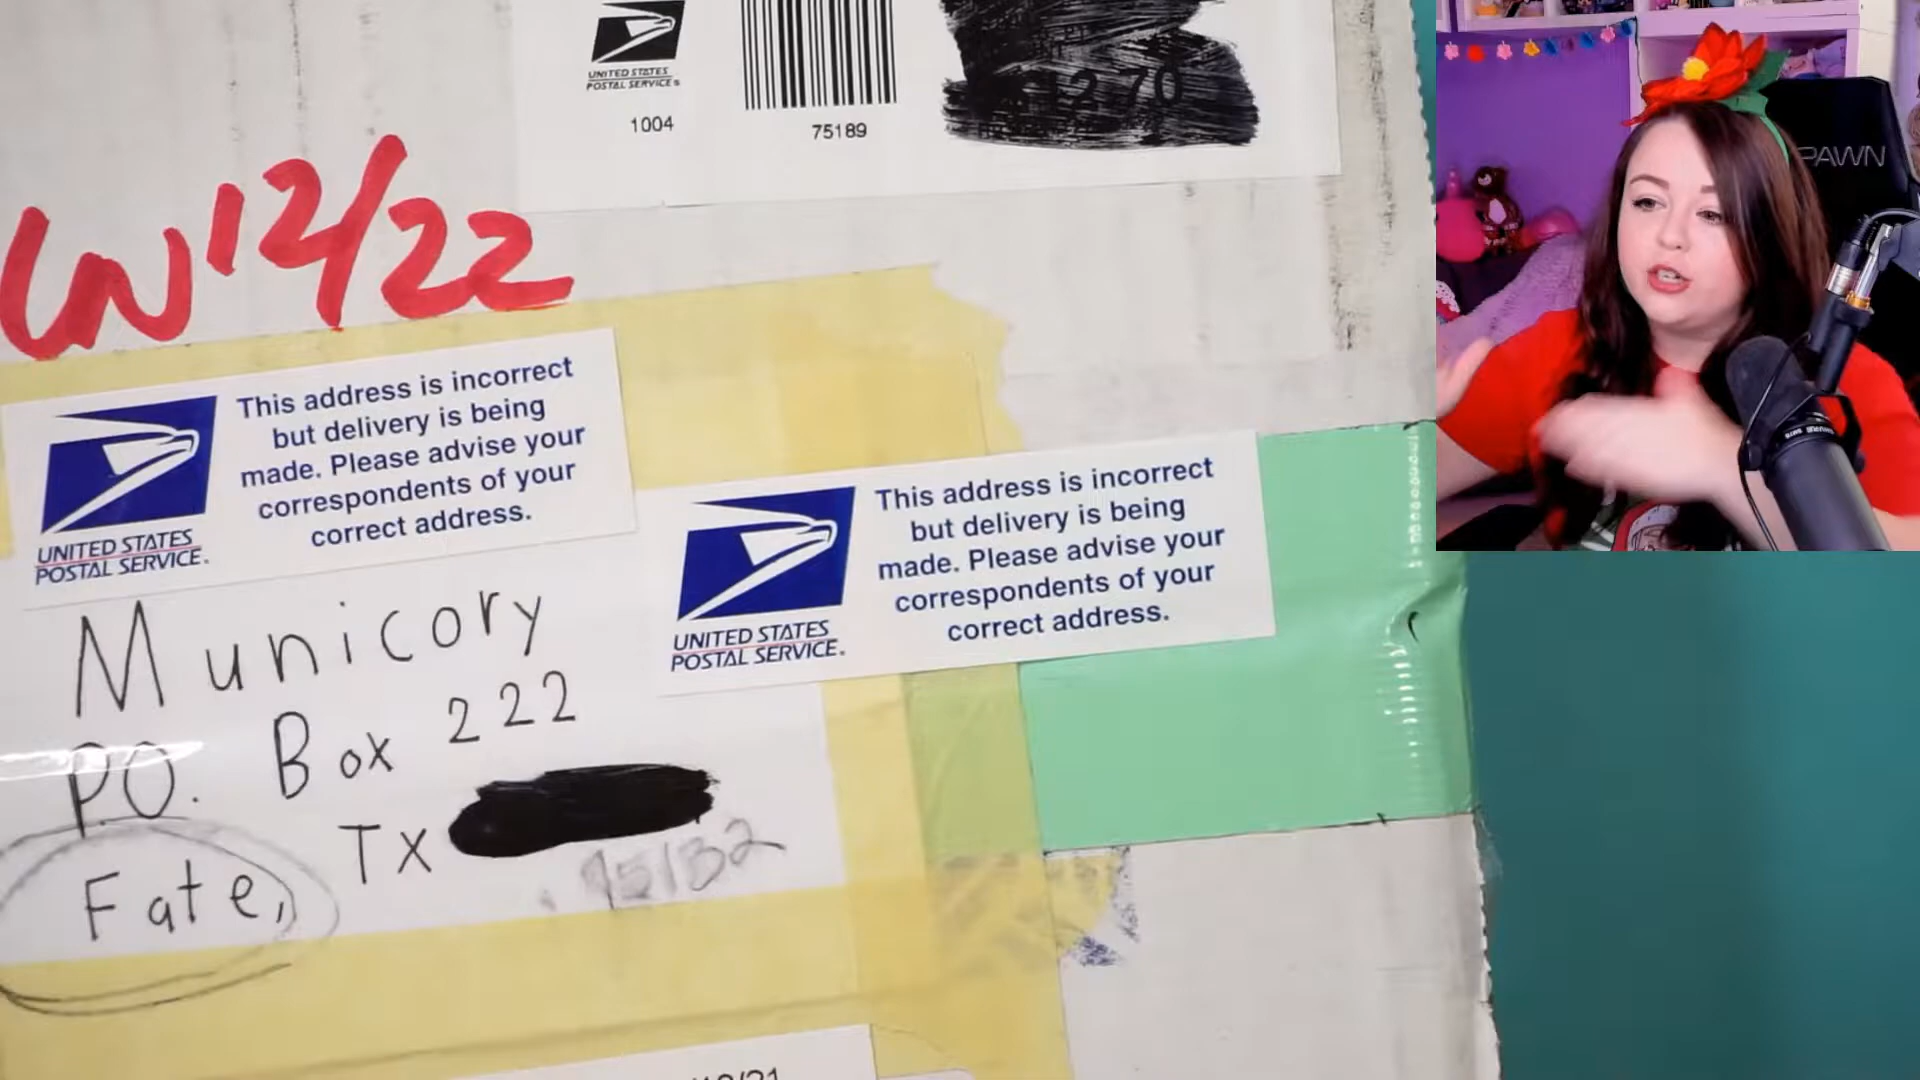 UNITED STATES
POSTAL SERVICE®
1004
75189
12/22
This address is incorrect
but delivery is being
made. Please advise your
correspondents of your
correct address.
UNITED STATES
POSTAL SERVICE.
This address is incorrect
but delivery is being
made. Please advise your
correspondents of your
correct address.
UNITED STATES
POSTAL SERVICE.
Municory
P.O. Box 222
Fate, Tx
PAWN